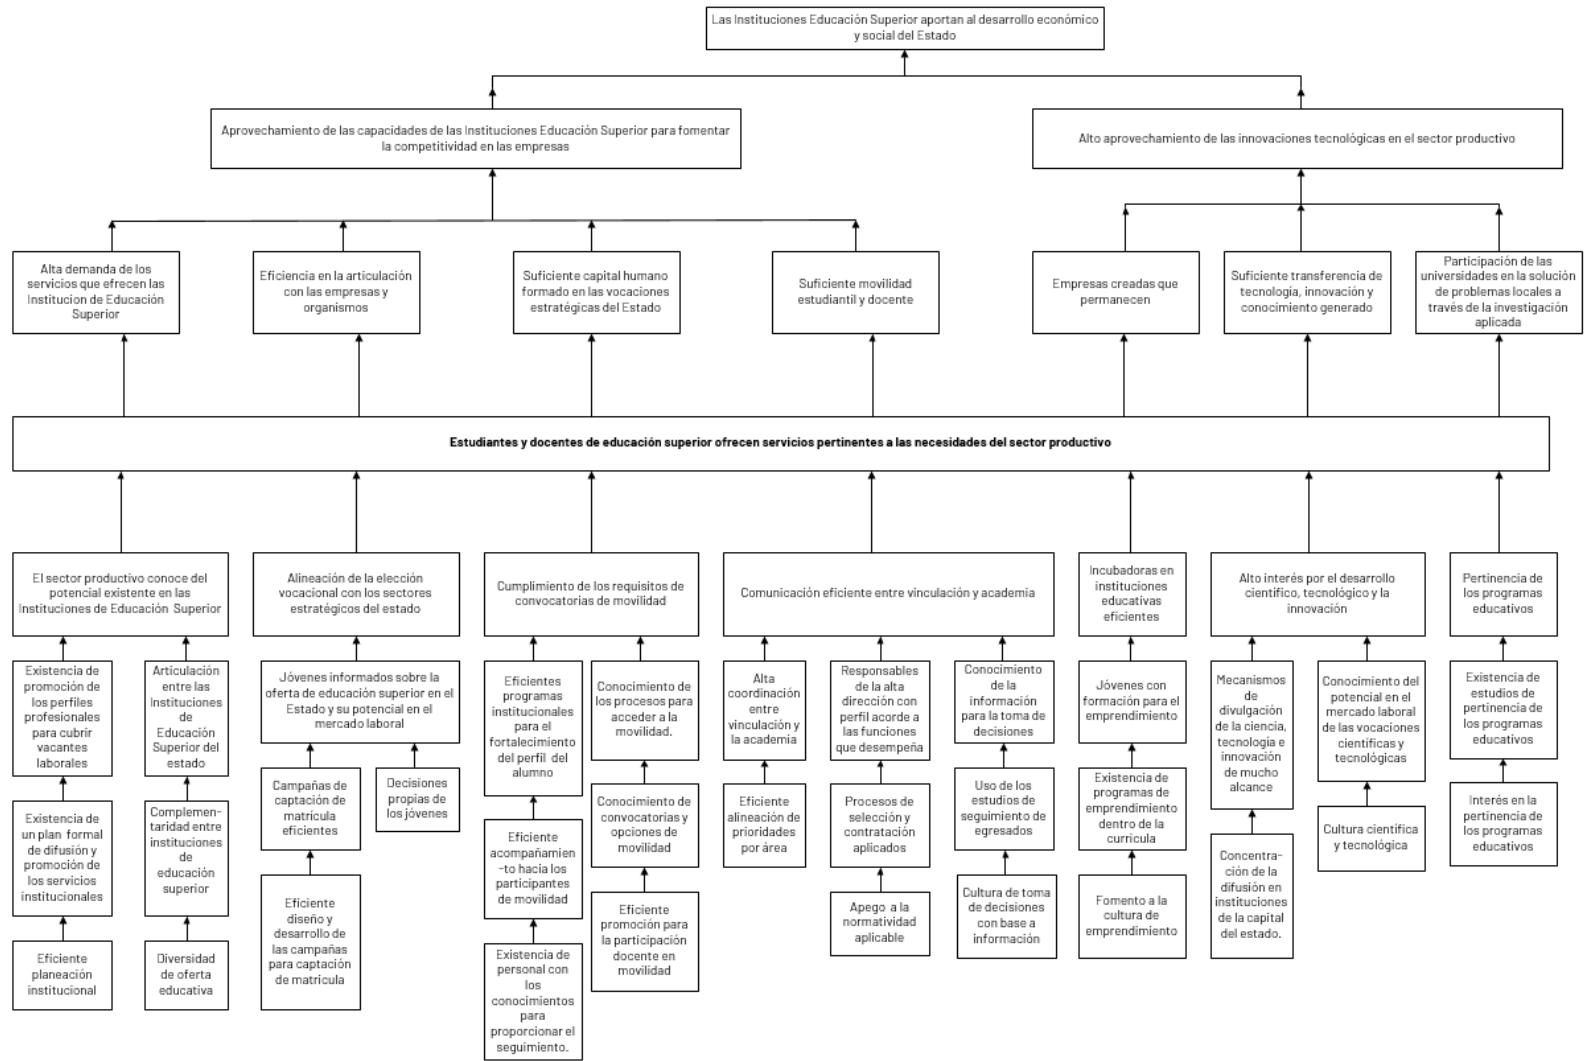 Las Instituciones Educación Superior aportan al desarrollo económico
y social del Estado
Aprovechamiento de las capacidades de las Instituciones Educación Superior para fomentar
la competitividad en las empresas
Alto aprovechamiento de las innovaciones tecnológicas en el sector productivo
Alta demanda de los
servicios que efrecen las
Institucion de Educación
Superior
Eficiencia en la articulación
con las empresas y
organismos
Suficiente capital humano
formado en las vocaciones
estratégicas del Estado
Suficiente movilidad
estudiantil y docente
Empresas creadas que
permanecen
Suficiente transferencia de
tecnología, innovación y
conocimiento generado
Participación de las
universidades en la solución
de problemas locales a
través de la investigación
aplicada
Estudiantes y docentes de educación superior ofrecen servicios pertinentes a las necesidades del sector productivo
El sector productivo conoce del
potencial existente en las
Instituciones de Educación Superior
Alineación de la elección
vocacional con los sectores
estratégicos del estado
Cumplimiento de los requisitos de
convocatorias de movilidad
Comunicación eficiente entre vinculación y academia
Incubadoras en
instituciones
educativas
eficientes
Alto interés por el desarrollo
científico, tecnológico y la
innovación
Pertinencia de
los programas
educativos
Existencia de
promoción de
los perfiles
profesionales
para cubrir
vacantes
laborales
Articulación
entre las
Instituciones
de
Educación
Superior del
estado
Jóvenes informados sobre la
oferta de educación superior en el
Estado y su potencial en el
mercado laboral
Eficientes
programas
institucionales
para el
fortalecimiento
del perfil del
alumno
Conocimiento de
los procesos para
acceder a la
movilidad.
Alta
coordinación
entre
vinculación y
la academia
Responsables
de la alta
dirección con
perfil acorde a
las funciones
que desempeña
Conocimiento
de la
información
para la toma de
decisiones
Jóvenes con
formación para el
emprendimiento
Mecanismos
de
divulgación
de la ciencia,
tecnología e
innovación
de mucho
alcance
Conocimiento del
potencial en el
mercado laboral
de las vocaciones
científicas y
tecnológicas
Existencia de
estudios de
pertinencia de
los programas
educativos
Existencia de
un plan formal
de difusión y
promoción de
los servicios
institucionales
Complemen-
taridad entre
instituciones
de
educación
superior
Campañas de
captación de
matrícula
eficientes
Decisiones
propias de
los jóvenes
Eficiente
acompañamien
-to hacia los
participantes
de movilidad
Conocimiento de
convocatorias y
opciones de
movilidad
Eficiente
alineación de
prioridades
por área
Procesos de
selección y
contratación
aplicados
Uso de los
estudios de
seguimiento de
egresados
Existencia de
programas de
emprendimiento
dentro de la
curricula
Concentra-
ción de la
difusión en
instituciones
de la capital
del estado.
Cultura científica
y tecnológica
Interés en la
pertinencia de
los programas
educativos
Eficiente
planeación
institucional
Diversidad
de oferta
educativa
Eficiente
diseño y
desarrollo de
las campañas
para captación
de matrícula
Existencia de
personal con
los
conocimientos
para
proporcionar el
seguimiento.
Eficiente
promoción para
la participación
docente en
movilidad
Apego a la
normatividad
aplicable
Cultura de toma
de decisiones
con base a
información
Fomento a la
cultura de
emprendimiento